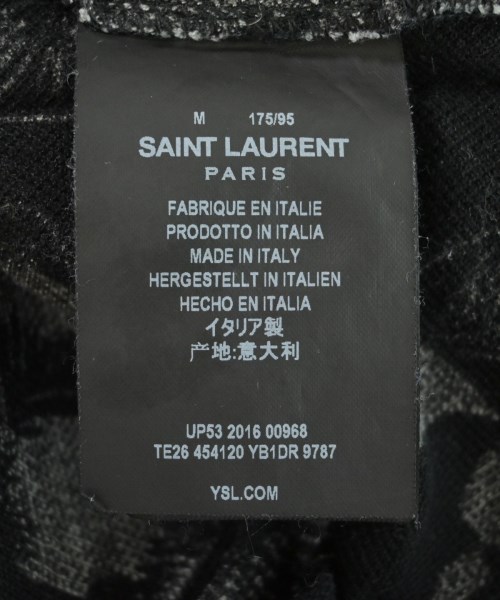 M 175/95
SAINT LAURENT
PARIS
FABRIQUE EN ITALIE
PRODOTTO IN ITALIA
MADE IN ITALY
HERGESTELLT IN ITALIEN
HECHO EN ITALIA
イタリア製
产地:意大利
UP53 2016 00968
TE26 454120 YB1DR 9787
YSL.COM